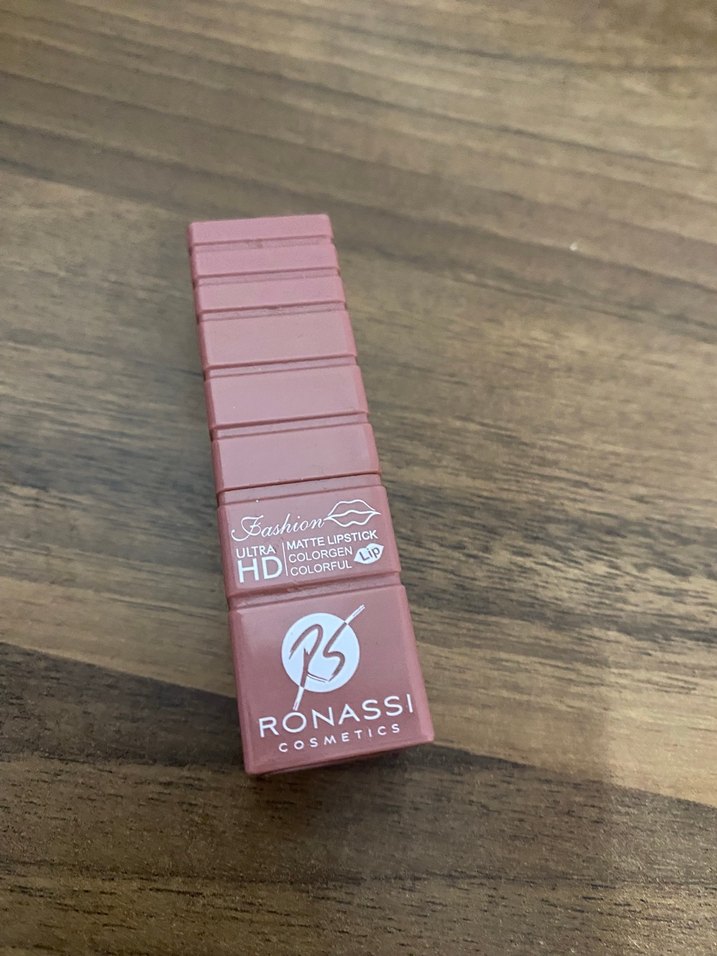 Fashion
ULTRA
HD
MATTE LIPSTICK
COLORGEN
COLORFUL
Lip
RS
RONASSI
COSMETICS